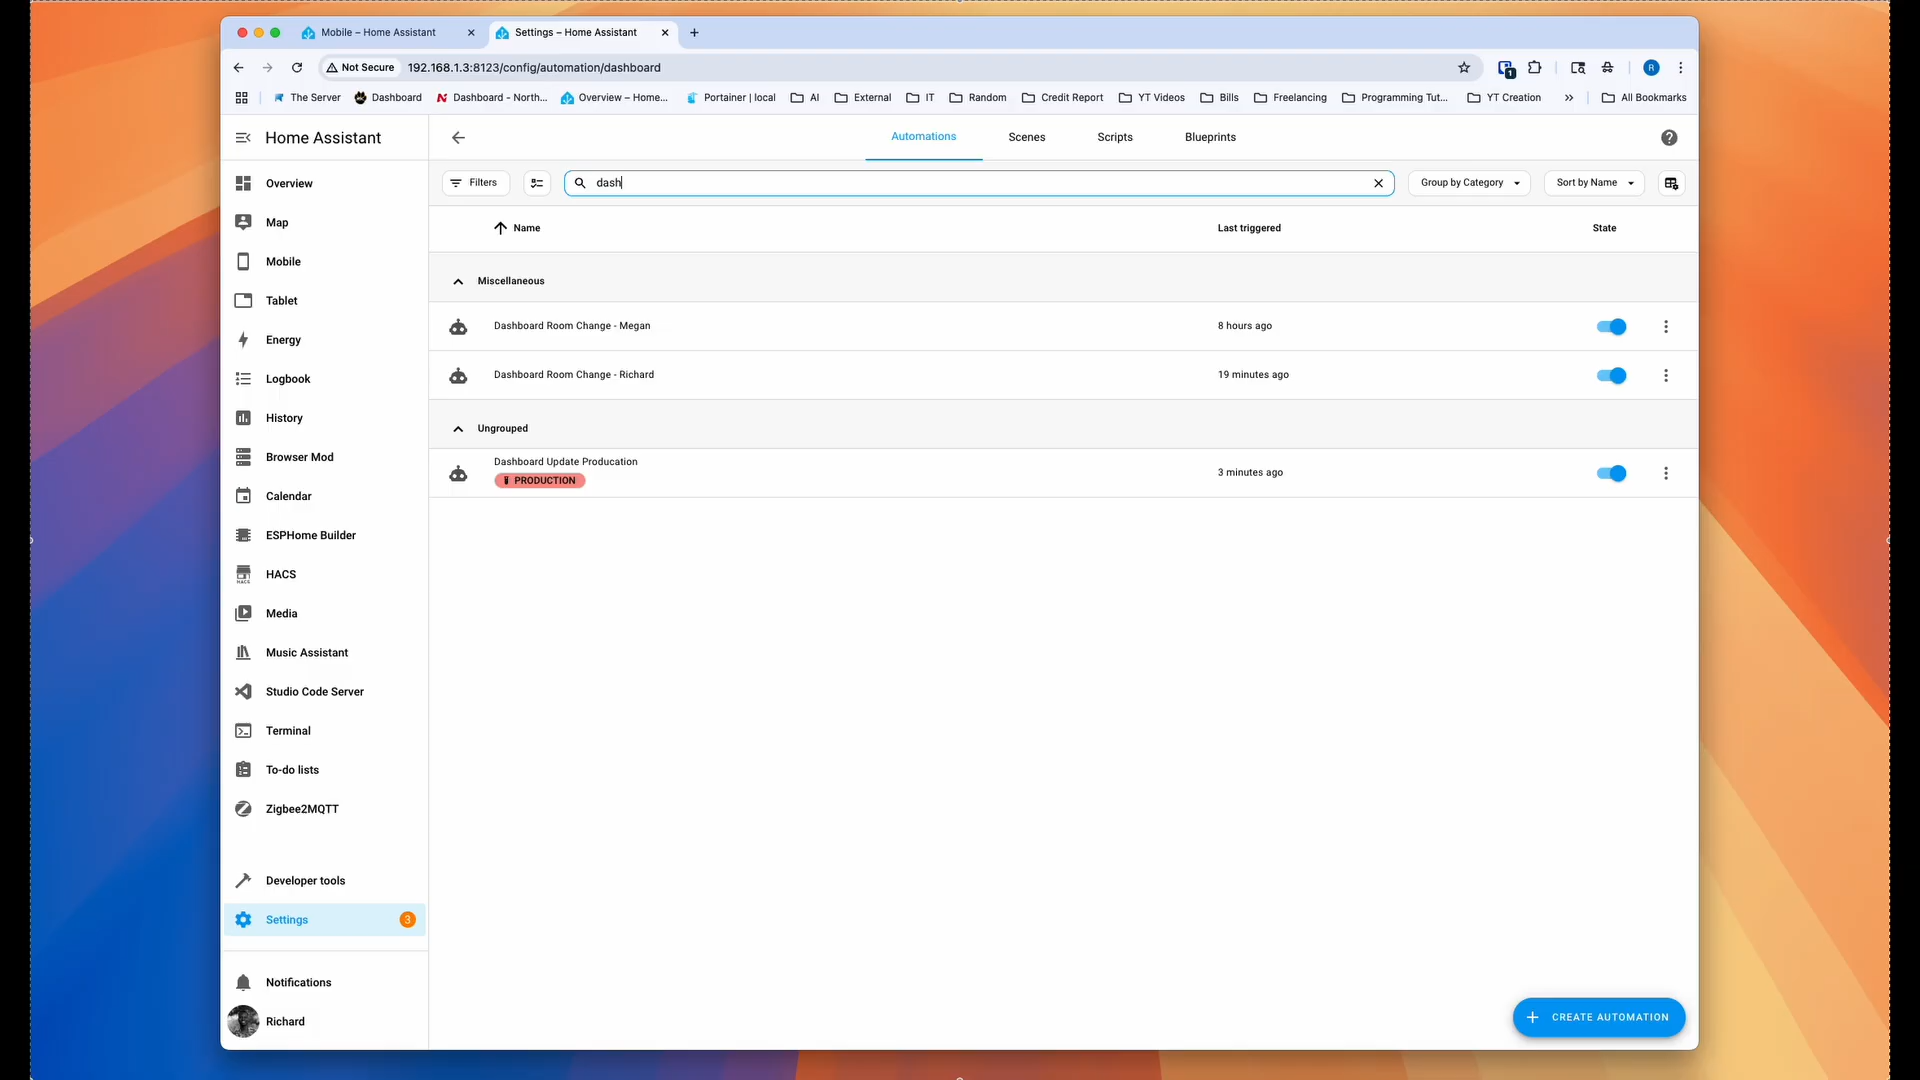 Mobile – Home Assistant
Settings – Home Assistant
Not Secure
192.168.1.3:8123/config/automation/dashboard
1
R
The Server
Dashboard
Dashboard - North...
Overview – Home...
Portainer | local
AI
External
IT
Random
Credit Report
YT Videos
Bills
Freelancing
Programming Tut...
YT Creation
All Bookmarks
Home Assistant
Automations
Scenes
Scripts
Blueprints
Filters
dash
Group by Category
Sort by Name
Name
Last triggered
State
Miscellaneous
Dashboard Room Change - Megan
8 hours ago
Dashboard Room Change - Richard
19 minutes ago
Ungrouped
Dashboard Update Producation
PRODUCTION
3 minutes ago
Overview
Map
Mobile
Tablet
Energy
Logbook
History
Browser Mod
Calendar
ESPHome Builder
HACS
HACS
Media
Music Assistant
Studio Code Server
Terminal
To-do lists
Zigbee2MQTT
Developer tools
Settings
3
Notifications
Richard
CREATE AUTOMATION